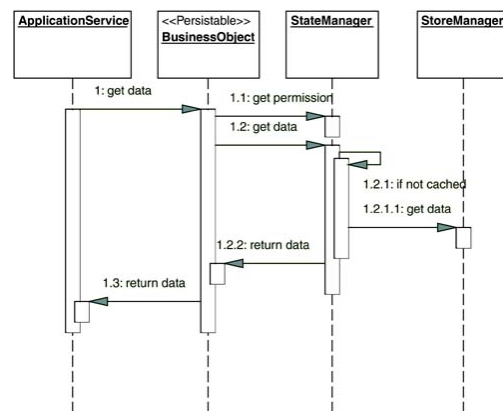 ApplicationService
<<Persistable>>
BusinessObject
StateManager
StoreManager
1: get data
1.1: get permission
1.2: get data
1.2.1: if not cached
1.2.1.1: get data
1.2.2: return data
1.3: return data